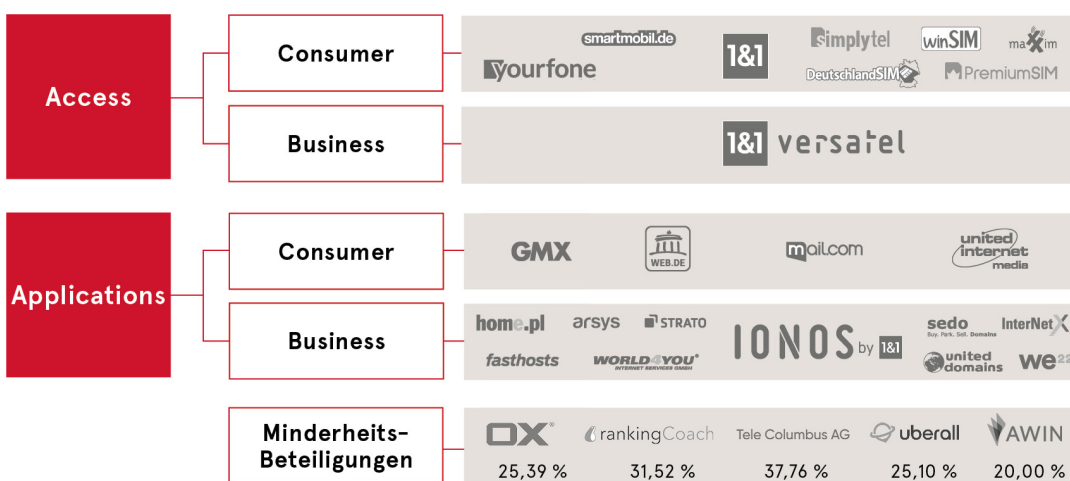 Access
Consumer
smartmobil.de
yourfone
1&1
simplytel
winSIM
maXXim
DeutschlandSIM
PremiumSIM
Business
1&1 versatel
Applications
Consumer
GMX
WEB.DE
mail.com
united
internet
media
Business
home.pl
arsys
STRATO
fasthosts
WORLD4YOU
INTERNET SERVICES GMBH
IONOS by 1&1
sedo
Buy. Park. Sell. Domains
InterNetX
united
domains
we22
Minderheits-
Beteiligungen
OX rankingCoach Tele Columbus AG uberall AWIN
25,39 % 31,52 % 37,76 % 25,10 % 20,00 %